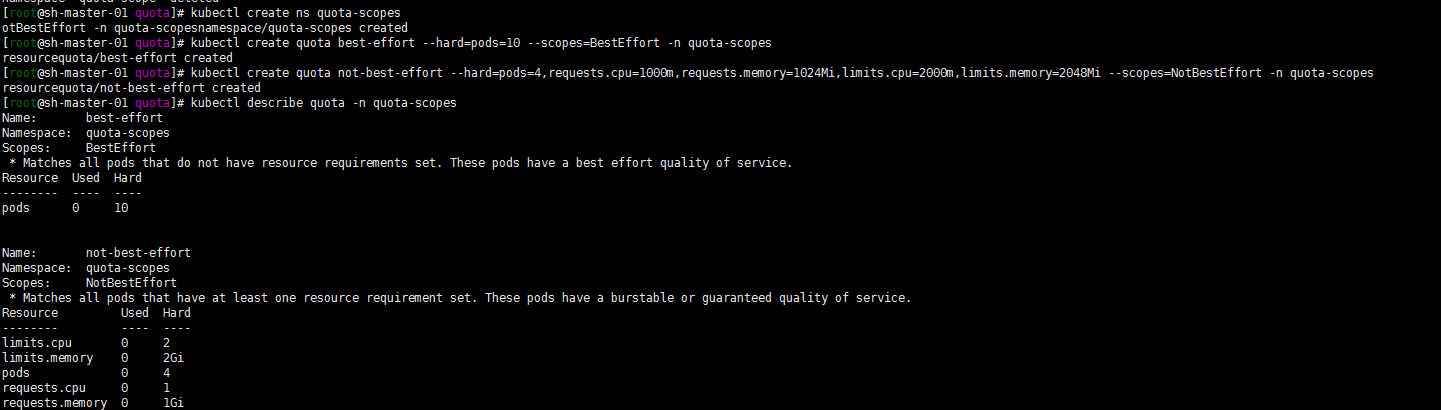 namespace "quota-scopes" deleted
[root@sh-master-01 quota]# kubectl create ns quota-scopes
otBestEffort -n quota-scopesnamespace/quota-scopes created
[root@sh-master-01 quota]# kubectl create quota best-effort --hard=pods=10 --scopes=BestEffort -n quota-scopes
resourcequota/best-effort created
[root@sh-master-01 quota]# kubectl create quota not-best-effort --hard=pods=4,requests.cpu=1000m,requests.memory=1024Mi,limits.cpu=2000m,limits.memory=2048Mi --scopes=NotBestEffort -n quota-scopes
resourcequota/not-best-effort created
[root@sh-master-01 quota]# kubectl describe quota -n quota-scopes
Name:       best-effort
Namespace:  quota-scopes
Scopes:     BestEffort
 * Matches all pods that do not have resource requirements set. These pods have a best effort quality of service.
Resource  Used  Hard
--------  ----  ----
pods      0     10
Name:       not-best-effort
Namespace:  quota-scopes
Scopes:     NotBestEffort
 * Matches all pods that have at least one resource requirement set. These pods have a burstable or guaranteed quality of service.
Resource         Used  Hard
--------         ----  ----
limits.cpu       0     2
limits.memory    0     2Gi
pods             0     4
requests.cpu     0     1
requests.memory  0     1Gi